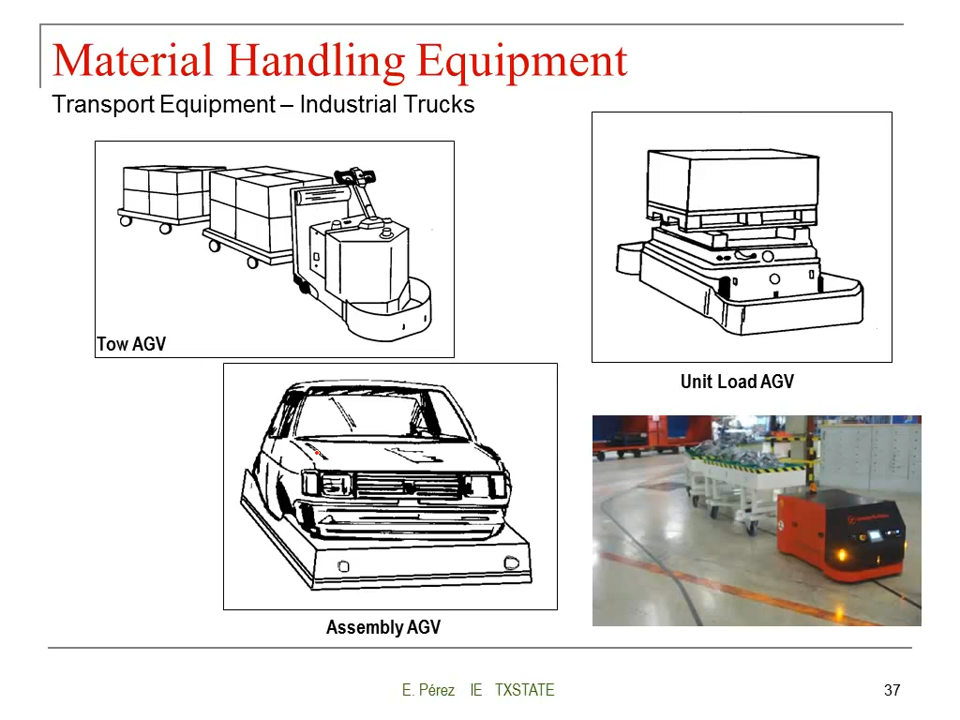 Material Handling Equipment
Transport Equipment – Industrial Trucks
Tow AGV
Unit Load AGV
Assembly AGV
E. Pérez IE TXSTATE
37